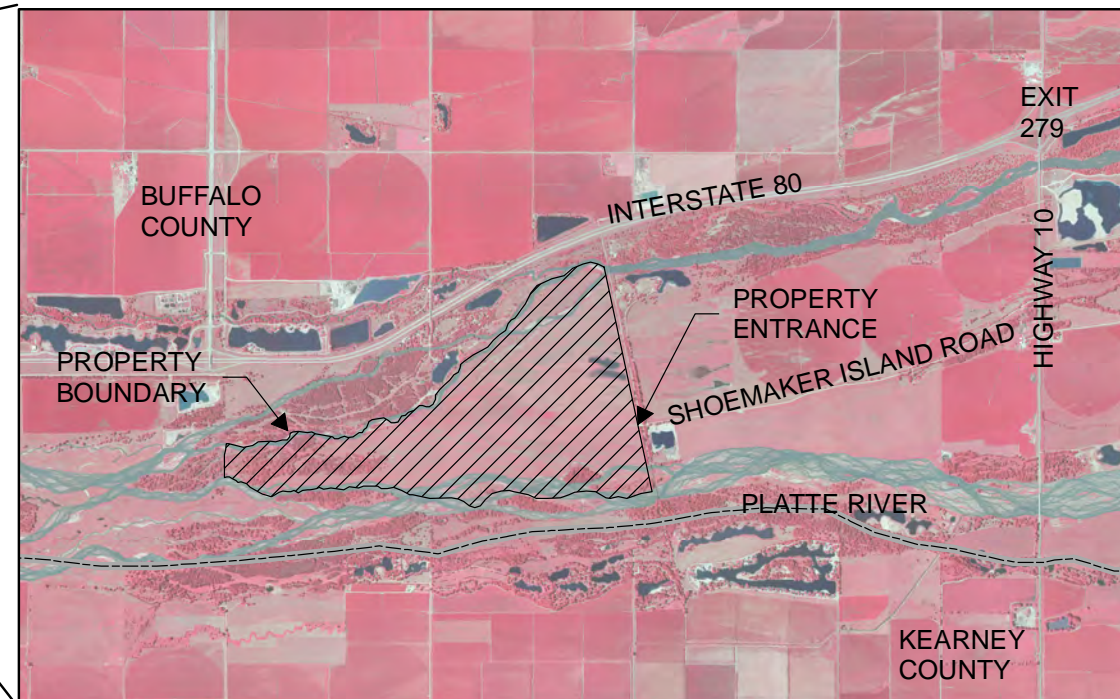 EXIT
279
BUFFALO
COUNTY
INTERSTATE 80
HIGHWAY 10
PROPERTY
ENTRANCE
PROPERTY
BOUNDARY
SHOEMAKER ISLAND ROAD
PLATTE RIVER
KEARNEY
COUNTY